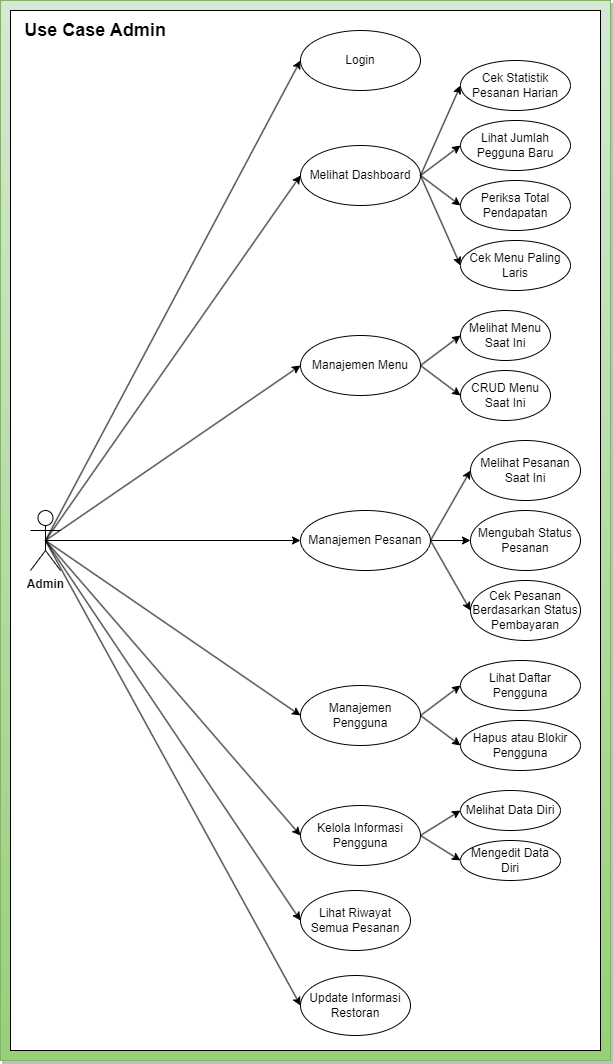 Use Case Admin
Login
Melihat Dashboard
Cek Statistik
Pesanan Harian
Lihat Jumlah
Pegguna Baru
Periksa Total
Pendapatan
Cek Menu Paling
Laris
Manajemen Menu
Melihat Menu
Saat Ini
CRUD Menu
Saat Ini
Admin
Manajemen Pesanan
Melihat Pesanan
Saat Ini
Mengubah Status
Pesanan
Cek Pesanan
Berdasarkan Status
Pembayaran
Manajemen
Pengguna
Lihat Daftar
Pengguna
Hapus atau Blokir
Pengguna
Kelola Informasi
Pengguna
Melihat Data Diri
Mengedit Data
Diri
Lihat Riwayat
Semua Pesanan
Update Informasi
Restoran